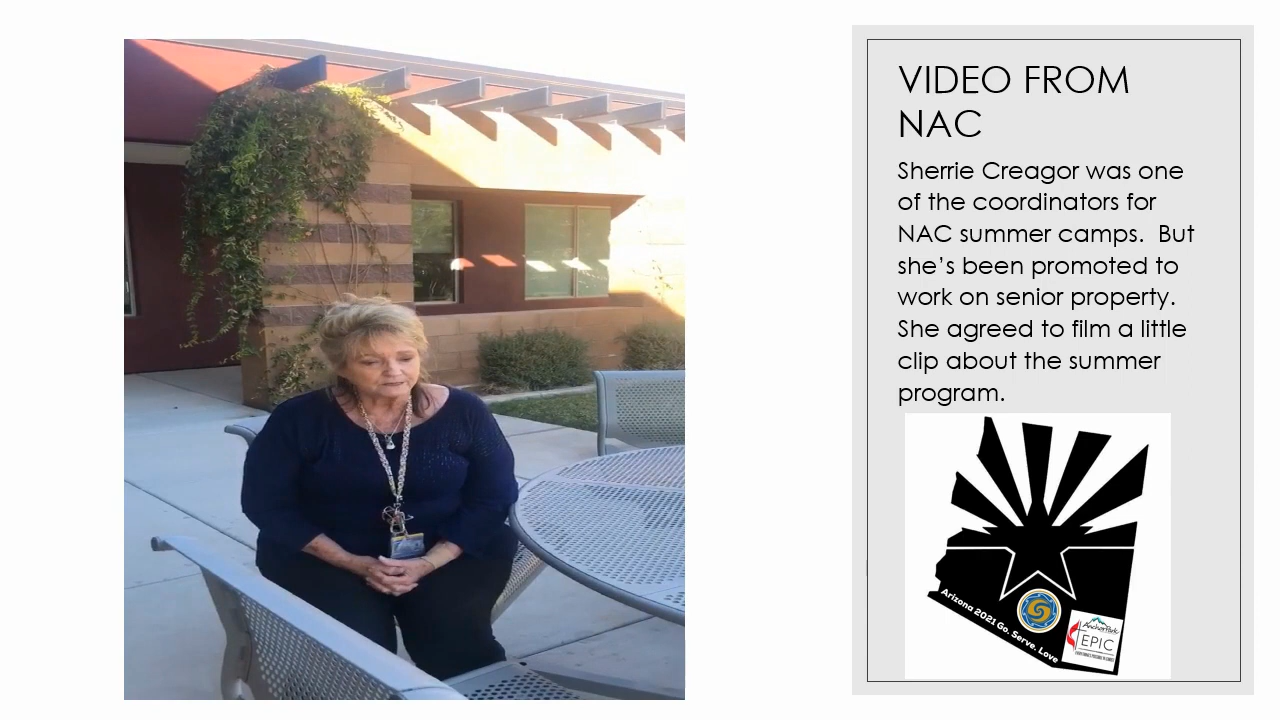 VIDEO FROM
NAC
Sherrie Creagor was one
of the coordinators for
NAC summer camps.  But
she’s been promoted to
work on senior property.
She agreed to film a little
clip about the summer
program.
Arizona 2021 Go. Serve. Love
AnchorPark
EPIC